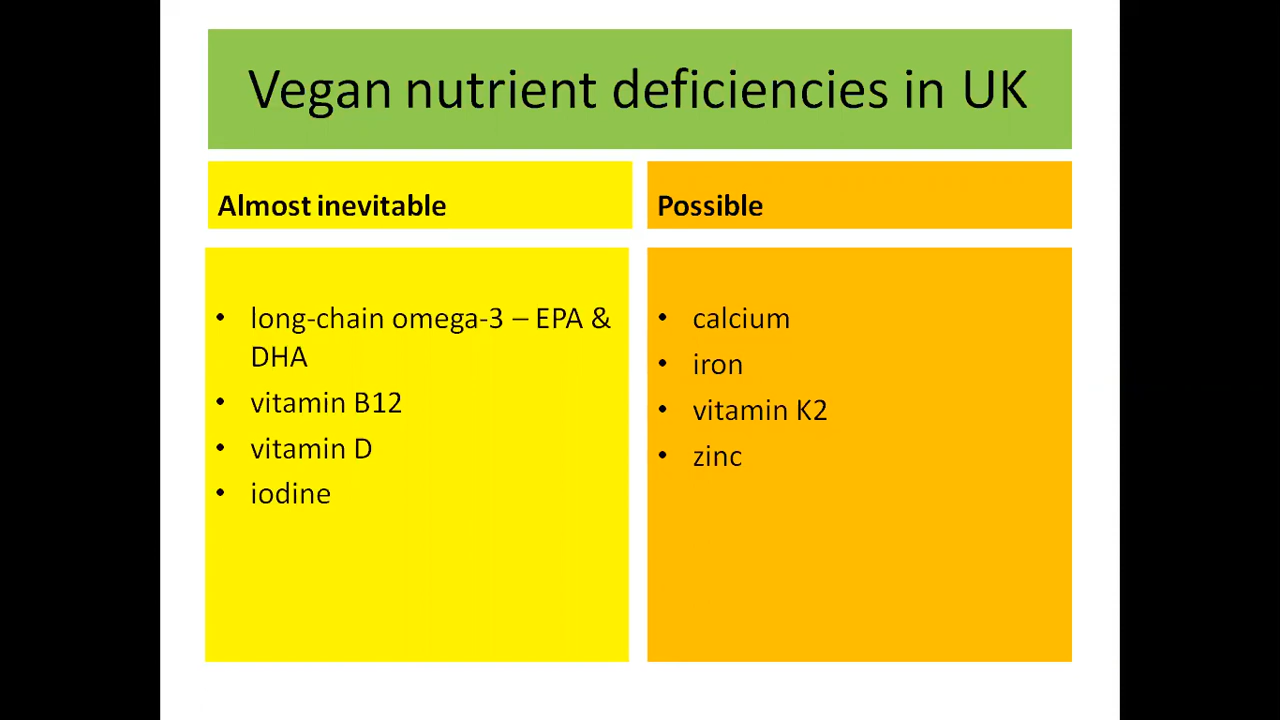 Vegan nutrient deficiencies in UK
Almost inevitable
• long-chain omega-3 – EPA &
DHA
• vitamin B12
• vitamin D
• iodine
Possible
• calcium
• iron
• vitamin K2
• zinc